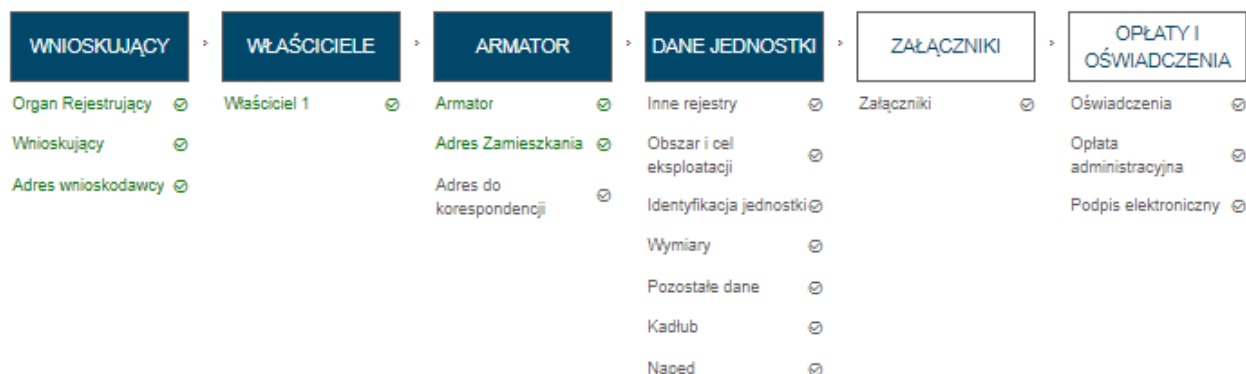 WNIOSKUJĄCY
WŁAŚCICIELE
ARMATOR
DANE JEDNOSTKI
ZAŁĄCZNIKI
OPŁATY I
OŚWIADCZENIA
Organ Rejestrujący
Wnioskujący
Adres wnioskodawcy
Właściciel 1
Armator
Adres Zamieszkania
Adres do
korespondencji
Inne rejestry
Obszar i cel
eksploatacji
Identyfikacja jednostki
Wymiary
Pozostałe dane
Kadłub
Napęd
Załączniki
Oświadczenia
Opłata
administracyjna
Podpis elektroniczny